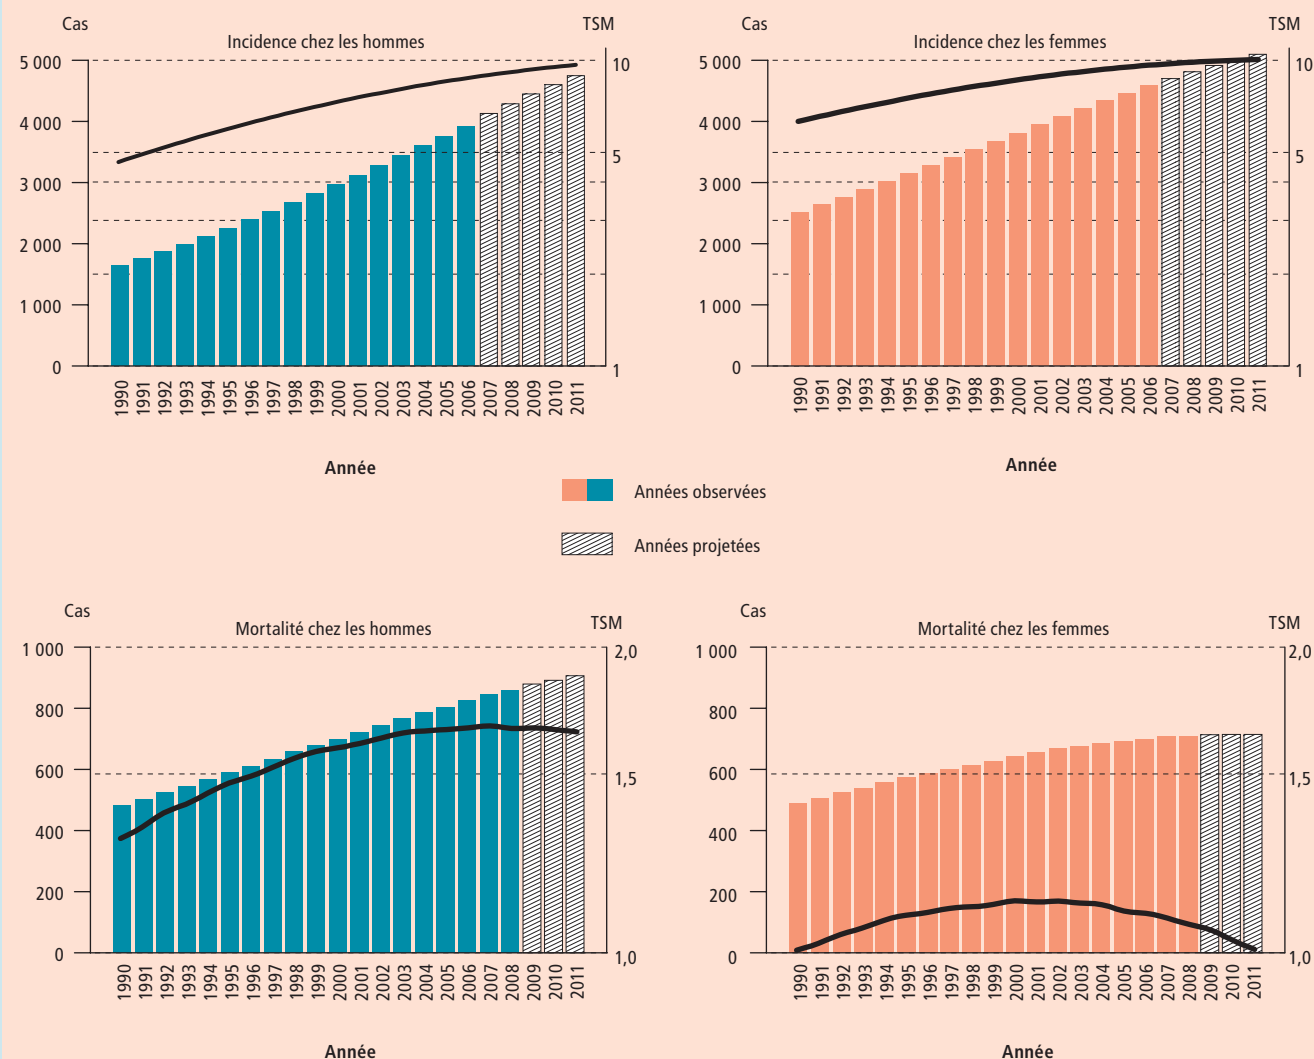 Cas
TSM
Incidence chez les hommes
5 000
4 000
3 000
2 000
1 000
0
10
5
1
1990 1991 1992 1993 1994 1995 1996 1997 1998 1999 2000 2001 2002 2003 2004 2005 2006 2007 2008 2009 2010 2011
Année
Cas
TSM
Incidence chez les femmes
5 000
4 000
3 000
2 000
1 000
0
10
5
1
1990 1991 1992 1993 1994 1995 1996 1997 1998 1999 2000 2001 2002 2003 2004 2005 2006 2007 2008 2009 2010 2011
Année
Années observées
Années projetées
Cas
TSM
Mortalité chez les hommes
1 000
800
600
400
200
0
2,0
1,5
1,0
1990 1991 1992 1993 1994 1995 1996 1997 1998 1999 2000 2001 2002 2003 2004 2005 2006 2007 2008 2009 2010 2011
Année
Cas
TSM
Mortalité chez les femmes
1 000
800
600
400
200
0
2,0
1,5
1,0
1990 1991 1992 1993 1994 1995 1996 1997 1998 1999 2000 2001 2002 2003 2004 2005 2006 2007 2008 2009 2010 2011
Année